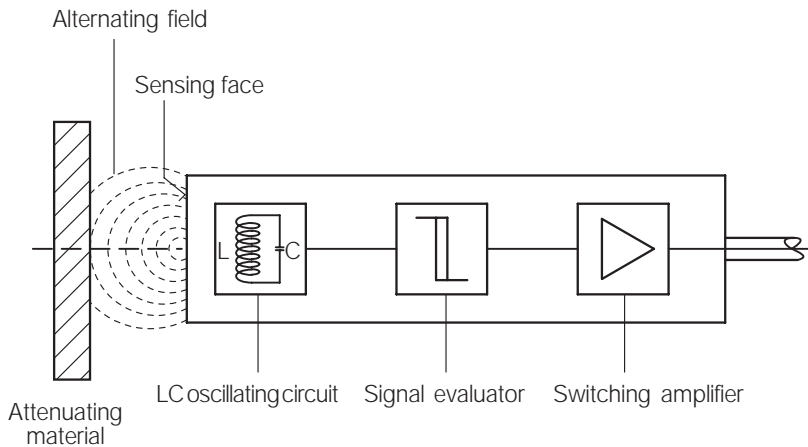 Alternating field
Sensing face
L
C
LC oscillating circuit
Signal evaluator
Switching amplifier
Attenuating
material